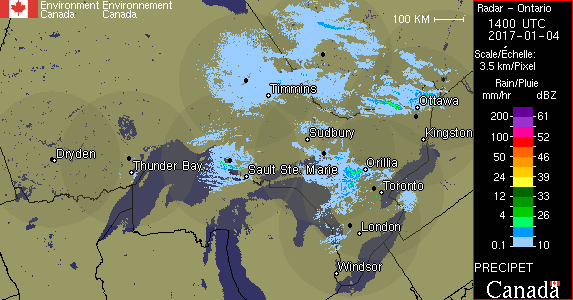 Environment Environnement
Canada Canada
100 KM
Timmins
Ottawa
Sudbury
Kingston
Dryden
Thunder Bay
Sault Ste. Marie
Orillia
Toronto
London
Windsor
Radar - Ontario
1400 UTC
2017-01-04
Scale/Échelle:
3.5 km/Pixel
Rain/Pluie
mm/hr dBZ
200 61
100 52
50 46
24 39
12 33
4 26
0.1 10
PRECIPET
Canada